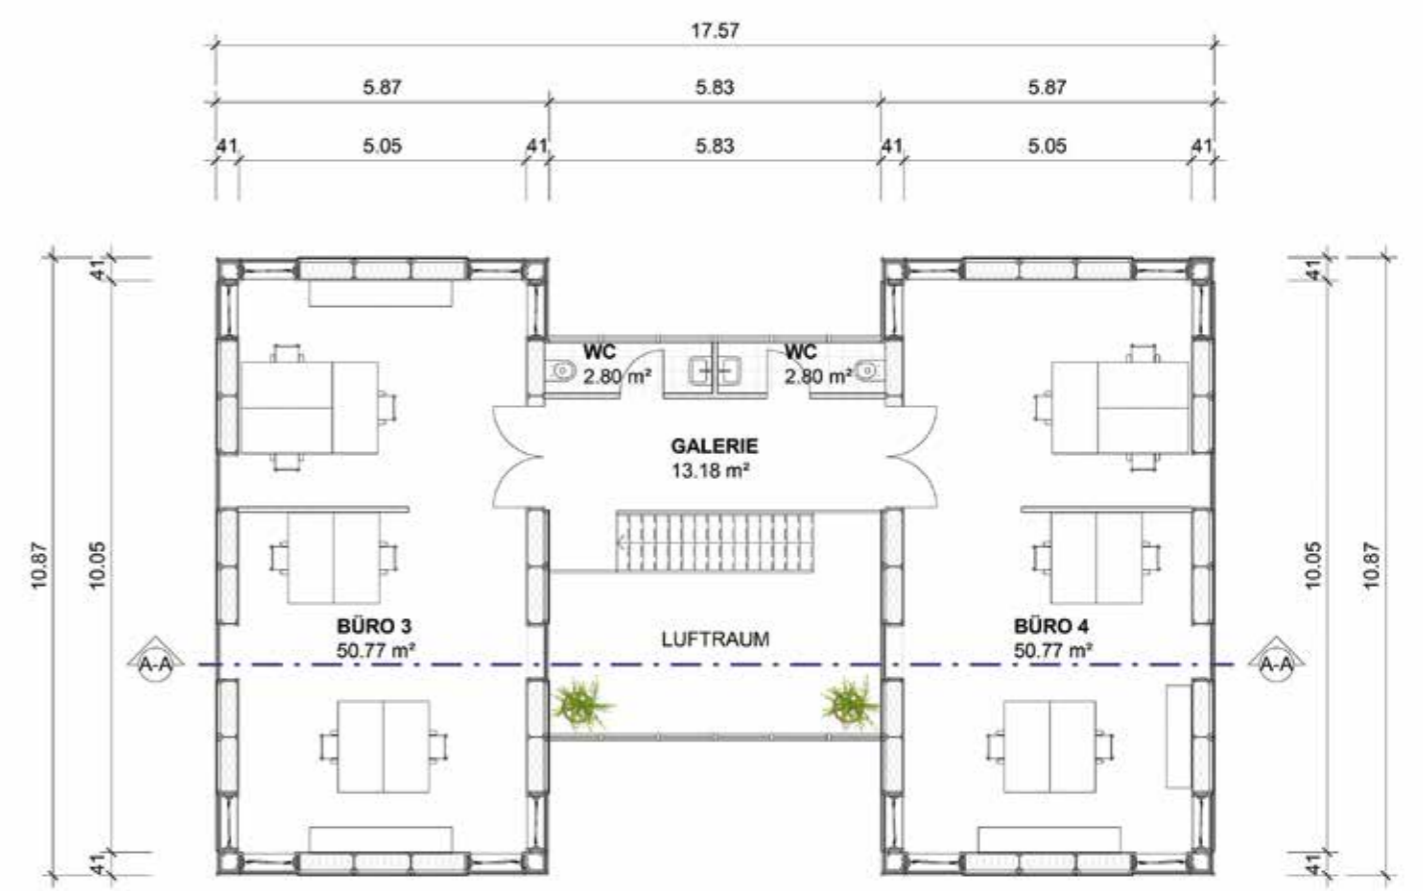 17.57
5.87 5.83 5.87
41 5.05 41 5.83 41 5.05 41
41 41
WC WC
2.80 m² 2.80 m²
GALERIE
13.18 m²
10.87 10.05 10.05 10.87
BÜRO 3 LUFTRAUM BÜRO 4
50.77 m² 50.77 m²
A-A A-A
41 41